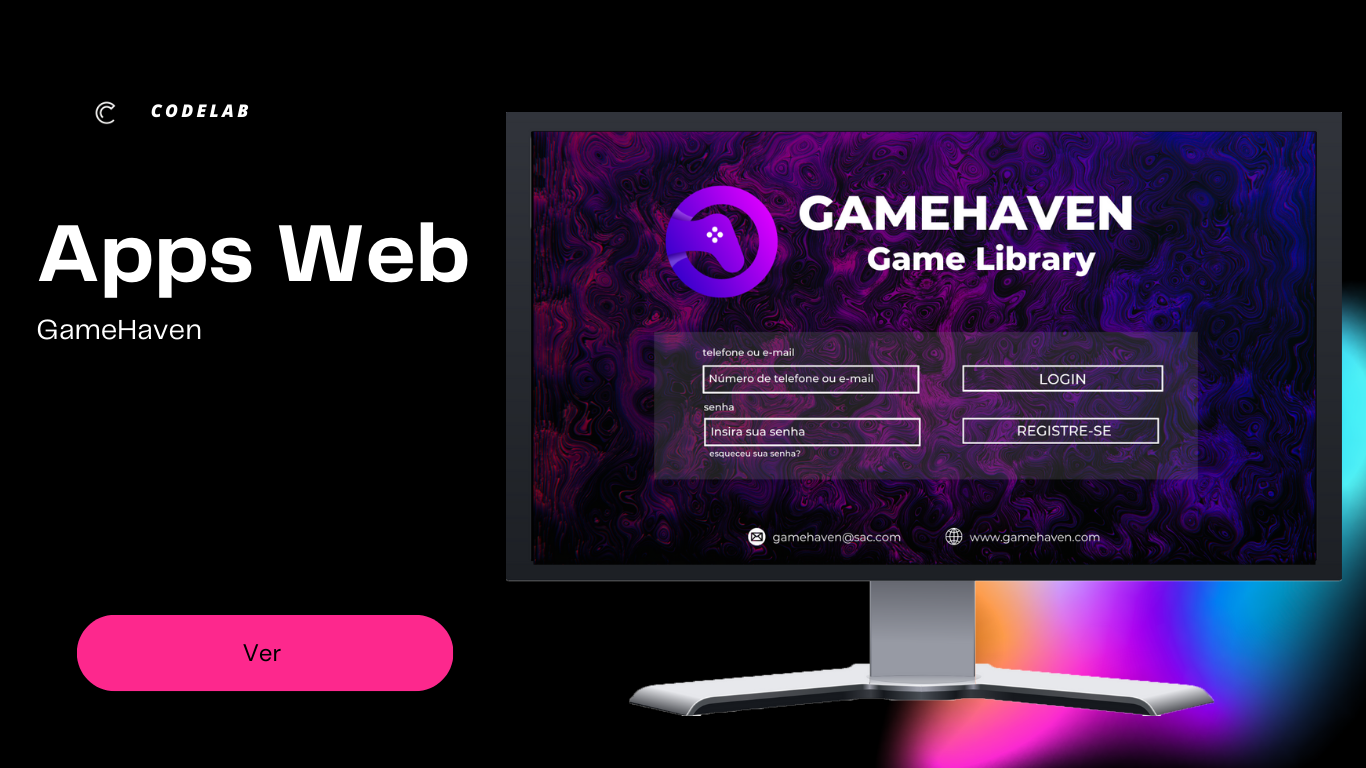 CODELAB
Apps Web
GameHaven
Ver
GAMEHAVEN
Game Library
telefone ou e-mail
Número de telefone ou e-mail
LOGIN
senha
Insira sua senha
REGISTRE-SE
esqueceu sua senha?
gamehaven@sac.com
www.gamehaven.com